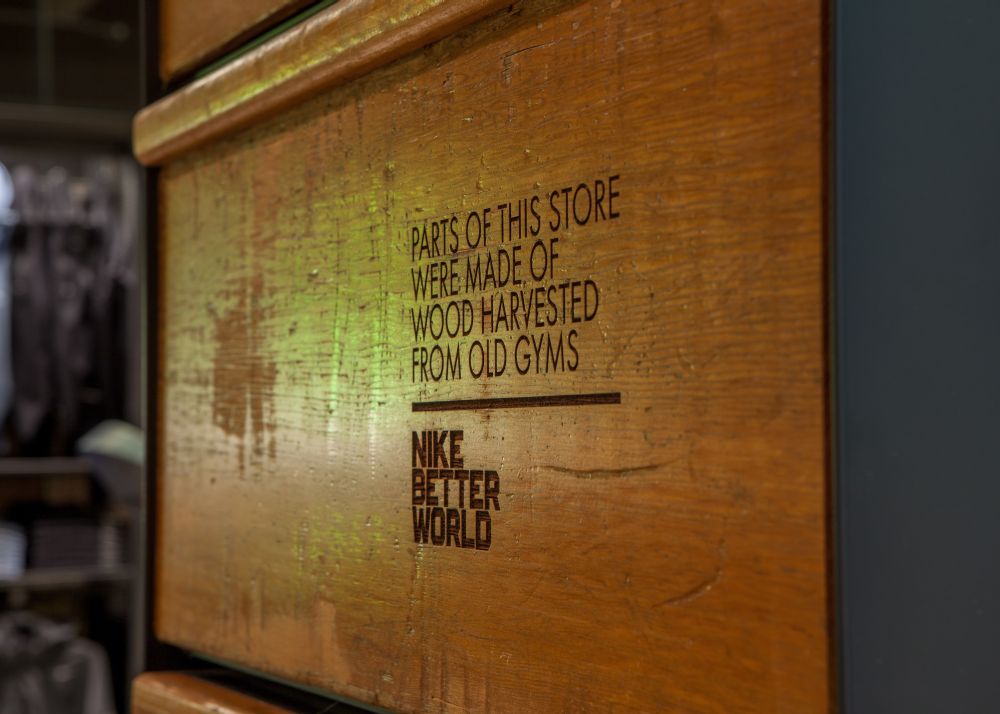 PARTS OF THIS STORE
WERE MADE OF
WOOD HARVESTED
FROM OLD GYMS
NIKE
BETTER
WORLD